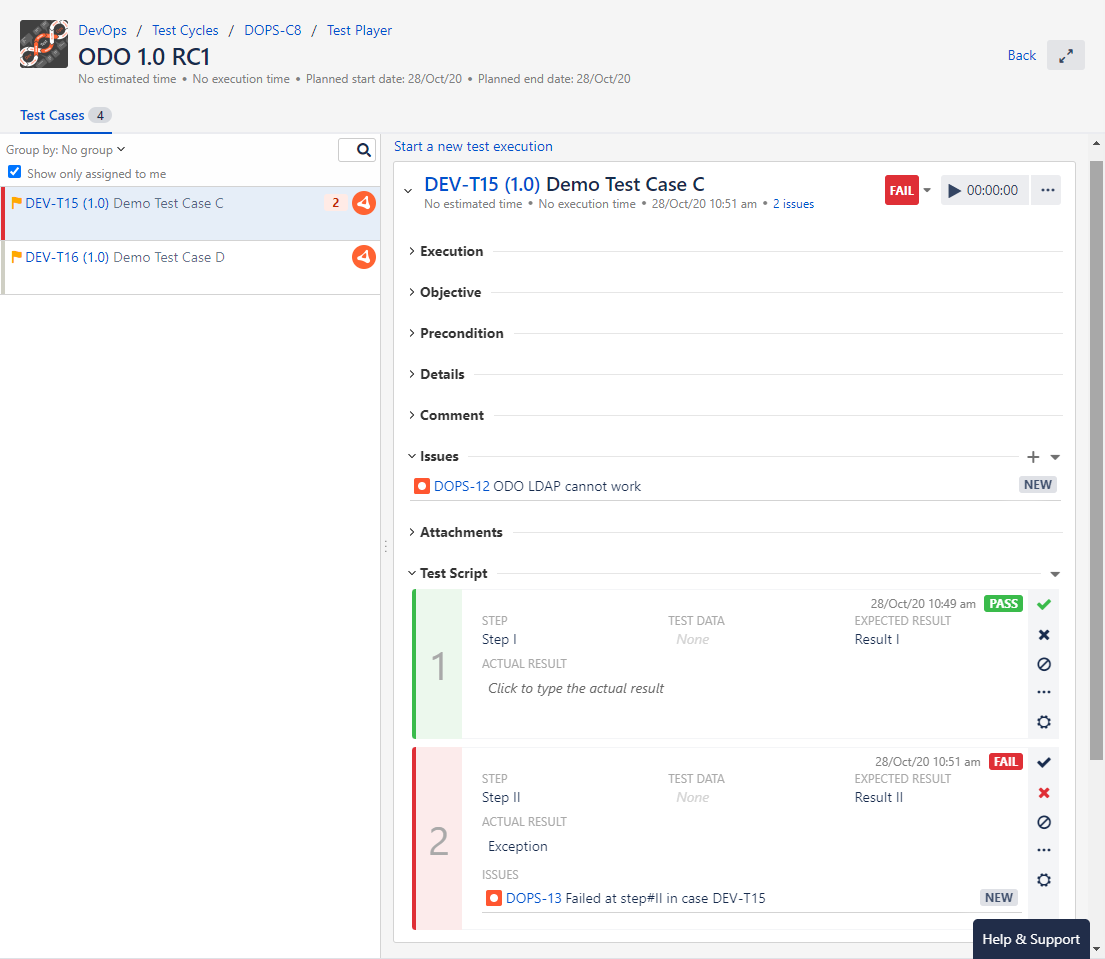 DevOps / Test Cycles / DOPS-C8 / Test Player
ODO 1.0 RC1
No estimated time • No execution time • Planned start date: 28/Oct/20 • Planned end date: 28/Oct/20
Back
Test Cases 4
Group by: No group
Show only assigned to me
DEV-T15 (1.0) Demo Test Case C 2
DEV-T16 (1.0) Demo Test Case D
Start a new test execution
DEV-T15 (1.0) Demo Test Case C
FAIL
00:00:00
No estimated time • No execution time • 28/Oct/20 10:51 am • 2 issues
Execution
Objective
Precondition
Details
Comment
Issues
DOPS-12 ODO LDAP cannot work NEW
Attachments
Test Script
1
28/Oct/20 10:49 am PASS
STEP TEST DATA EXPECTED RESULT
Step I None Result I
ACTUAL RESULT
Click to type the actual result
2
28/Oct/20 10:51 am FAIL
STEP TEST DATA EXPECTED RESULT
Step II None Result II
ACTUAL RESULT
Exception
ISSUES
DOPS-13 Failed at step#II in case DEV-T15 NEW
Help & Support